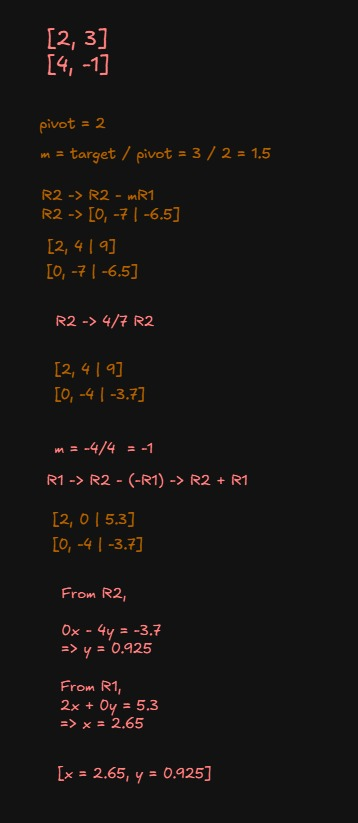 [2, 3]
[4, -1]
pivot = 2
m = target / pivot = 3 / 2 = 1.5
R2 -> R2 - mR1
R2 -> [0, -7 | -6.5]
[2, 4 | 9]
[0, -7 | -6.5]
R2 -> 4/7 R2
[2, 4 | 9]
[0, -4 | -3.7]
m = -4/4 = -1
R1 -> R2 - (-R1) -> R2 + R1
[2, 0 | 5.3]
[0, -4 | -3.7]
From R2,
0x - 4y = -3.7
=> y = 0.925
From R1,
2x + 0y = 5.3
=> x = 2.65
[x = 2.65, y = 0.925]